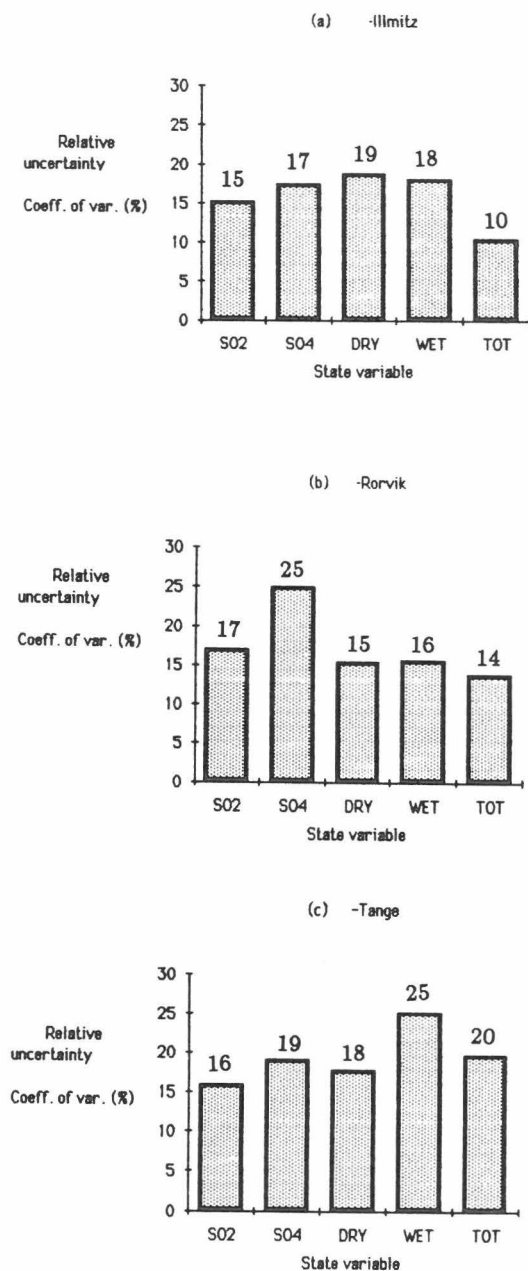 (a) -Illmitz
30
25
20
15
10
5
0
Relative
uncertainty
Coeff. of var. (%)
15 17 19 18 10
SO2 SO4 DRY WET TOT
State variable
(b) -Rorvik
30
25
20
15
10
5
0
Relative
uncertainty
Coeff. of var. (%)
17 25 15 16 14
SO2 SO4 DRY WET TOT
State variable
(c) -Tange
30
25
20
15
10
5
0
Relative
uncertainty
Coeff. of var. (%)
16 19 18 25 20
SO2 SO4 DRY WET TOT
State variable